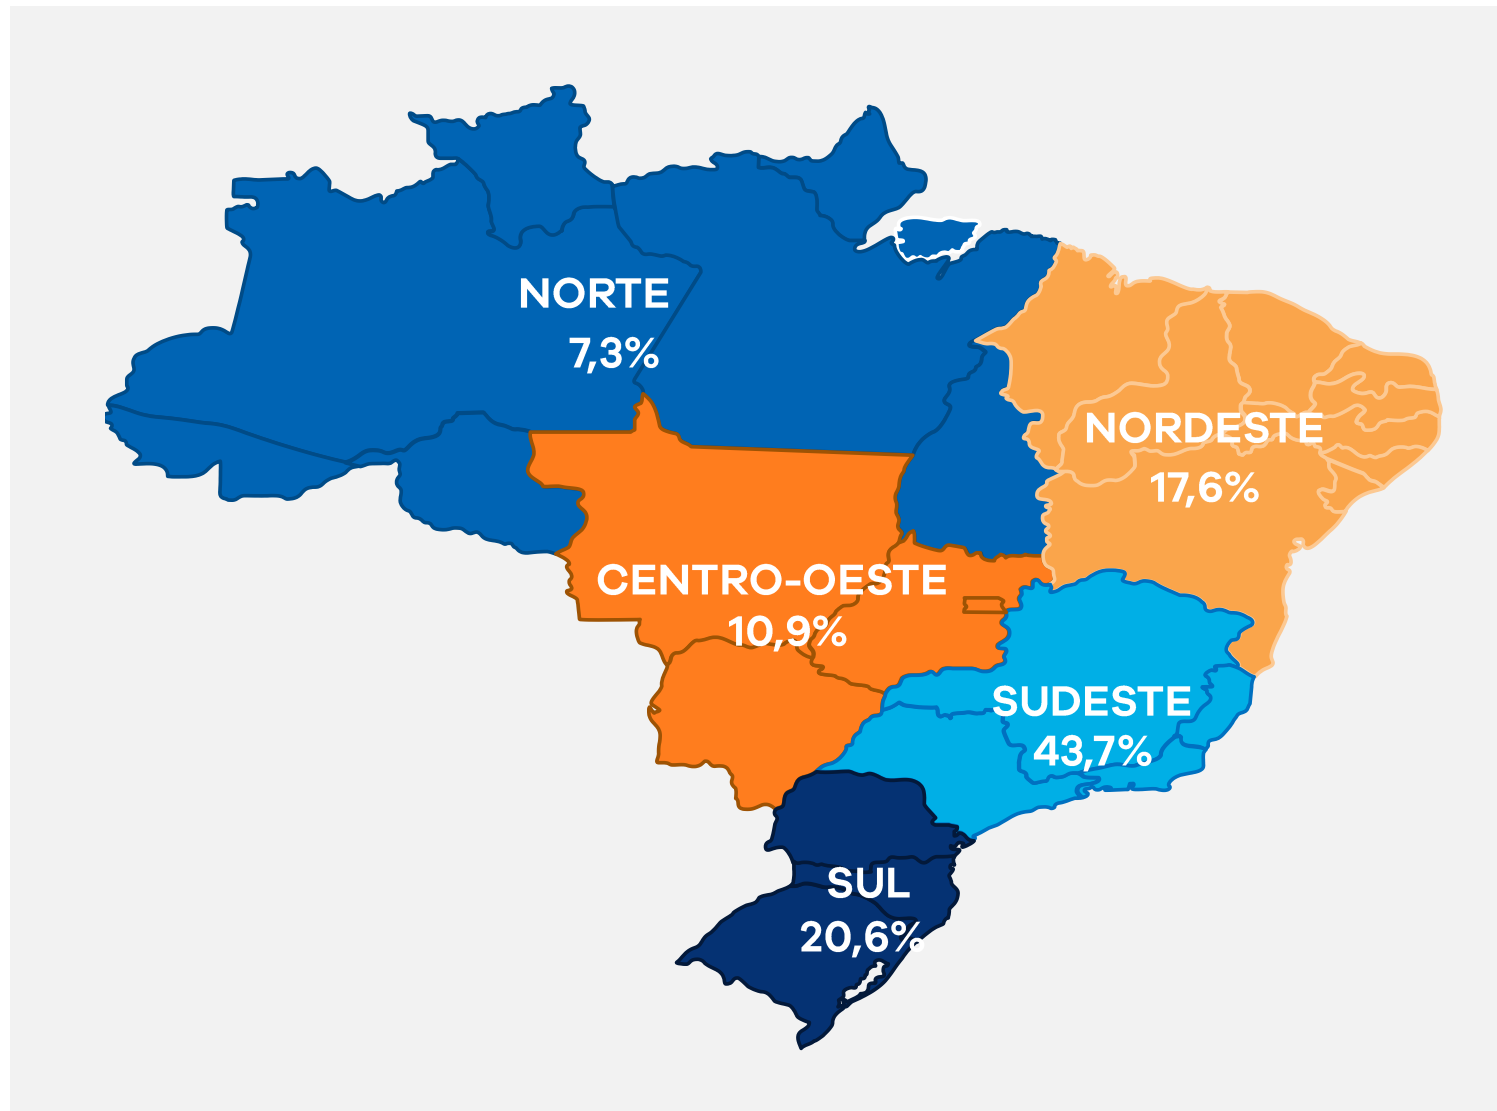 NORTE
7,3%
NORDESTE
17,6%
CENTRO-OESTE
10,9%
SUDESTE
43,7%
SUL
20,6%